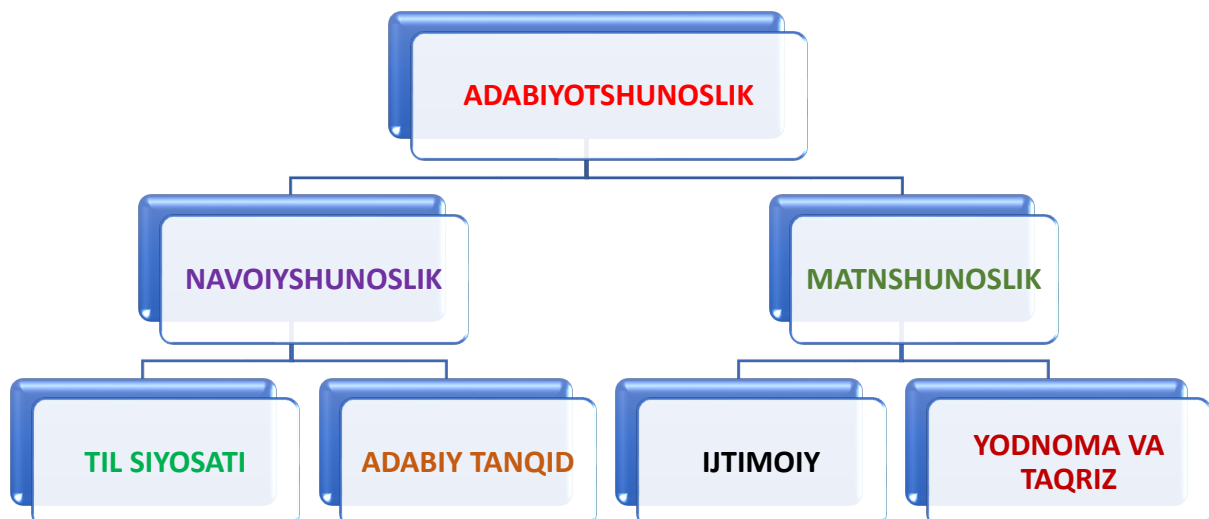 ADABIYOTSHUNOSLIK
NAVOIYSHUNOSLIK
MATNSHUNOSLIK
TIL SIYOSATI
ADABIY TANQID
IJTIMOIY
YODNOMA VA
TAQRIZ